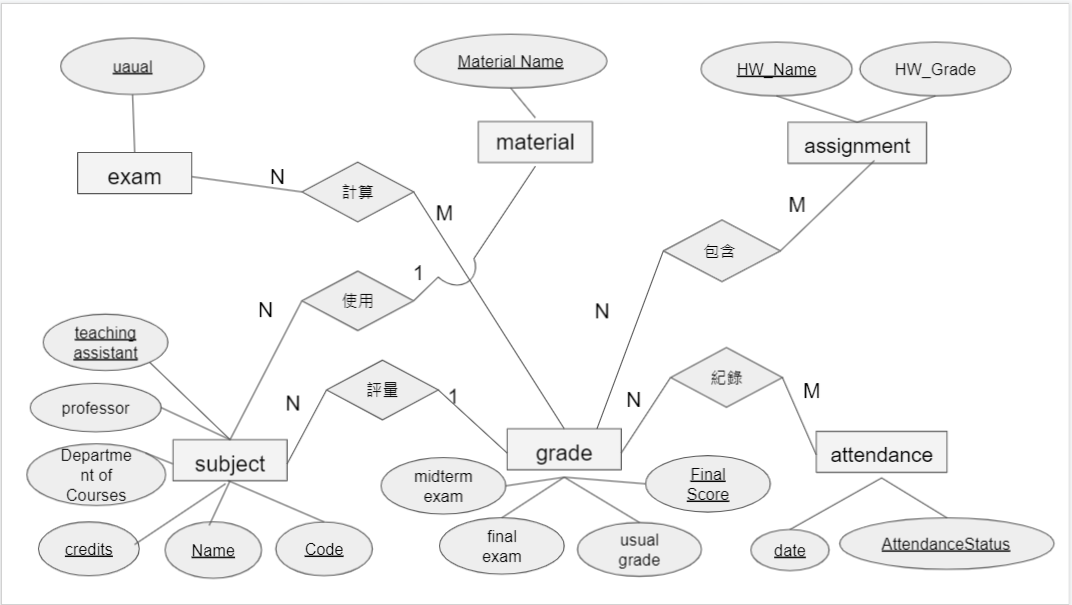 uaual
Material Name
HW_Name
HW_Grade
exam
material
assignment
N
計算
M
M
包含
1
使用
N
N
teaching
assistant
professor
Departme
nt of
Courses
subject
credits
Name
Code
N
評量
1
grade
midterm
exam
final
exam
usual
grade
Final
Score
N
紀錄
M
attendance
date
AttendanceStatus